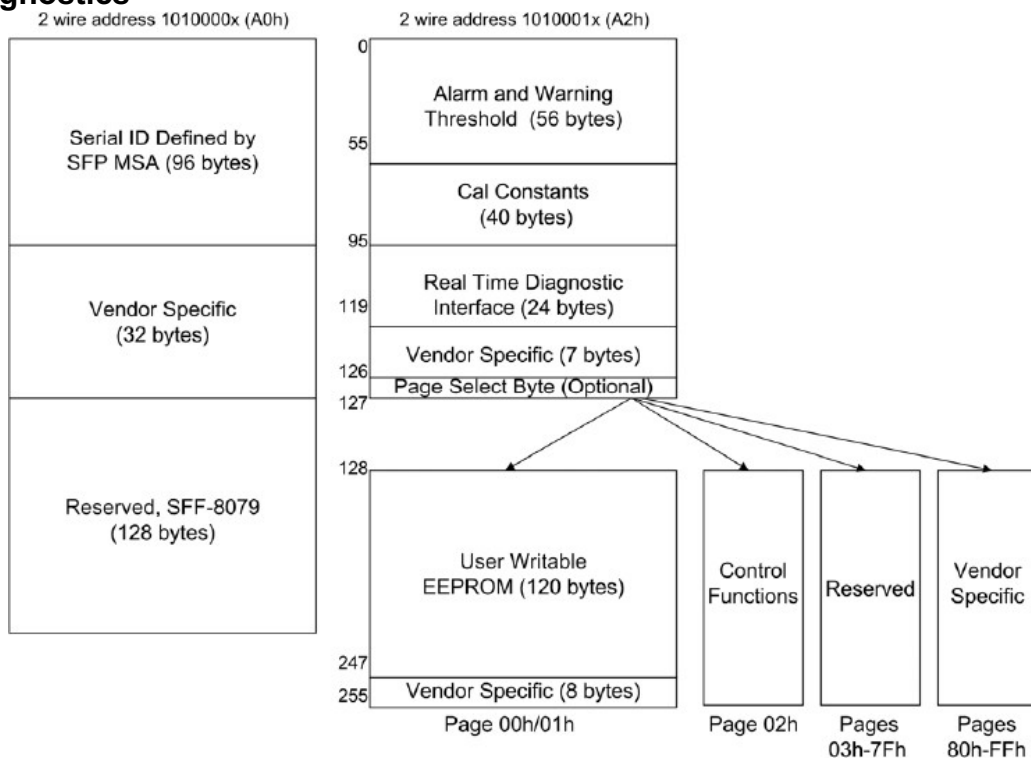 gnostics
2 wire address 1010000x (A0h)
Serial ID Defined by
SFP MSA (96 bytes)
Vendor Specific
(32 bytes)
Reserved, SFF-8079
(128 bytes)
2 wire address 1010001x (A2h)
0
Alarm and Warning
Threshold (56 bytes)
55
Cal Constants
(40 bytes)
95
Real Time Diagnostic
Interface (24 bytes)
119
Vendor Specific (7 bytes)
126
Page Select Byte (Optional)
127
128
User Writable
EEPROM (120 bytes)
247
Vendor Specific (8 bytes)
255
Page 00h/01h
Control
Functions
Page 02h
Reserved
Pages
03h-7Fh
Vendor
Specific
Pages
80h-FFh